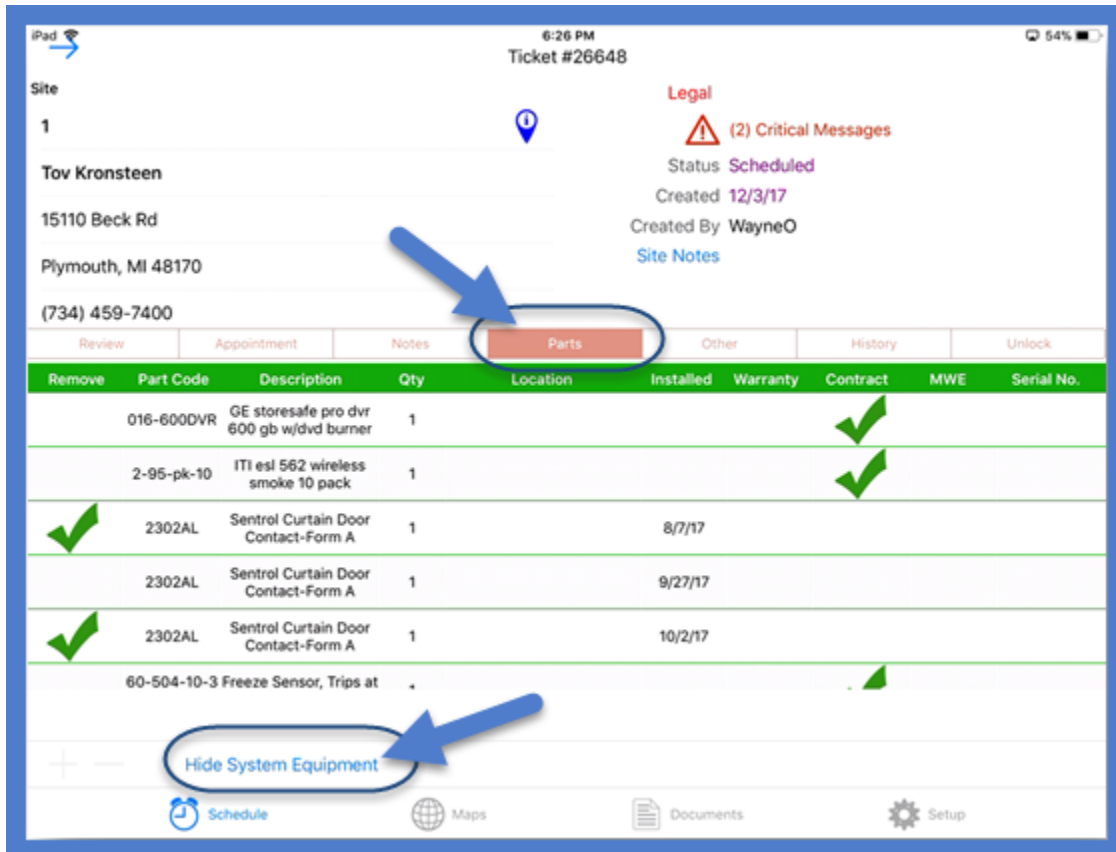 iPad 6:26 PM 54%
Ticket #26648
Site
Legal
1
(2) Critical Messages
Tov Kronsteen
Status Scheduled
Created 12/3/17
15110 Beck Rd
Created By WayneO
Plymouth, MI 48170
Site Notes
(734) 459-7400
Review Appointment Notes Parts Other History Unlock
Remove Part Code Description Qty Location Installed Warranty Contract MWE Serial No.
016-600DVR GE storesafe pro dvr 600 gb w/dvd burner 1
2-95-pk-10 ITI esl 562 wireless smoke 10 pack 1
2302AL Sentrol Curtain Door Contact-Form A 1 8/7/17
2302AL Sentrol Curtain Door Contact-Form A 1 9/27/17
2302AL Sentrol Curtain Door Contact-Form A 1 10/2/17
60-504-10-3 Freeze Sensor, Trips at
Hide System Equipment
Schedule Maps Documents Setup